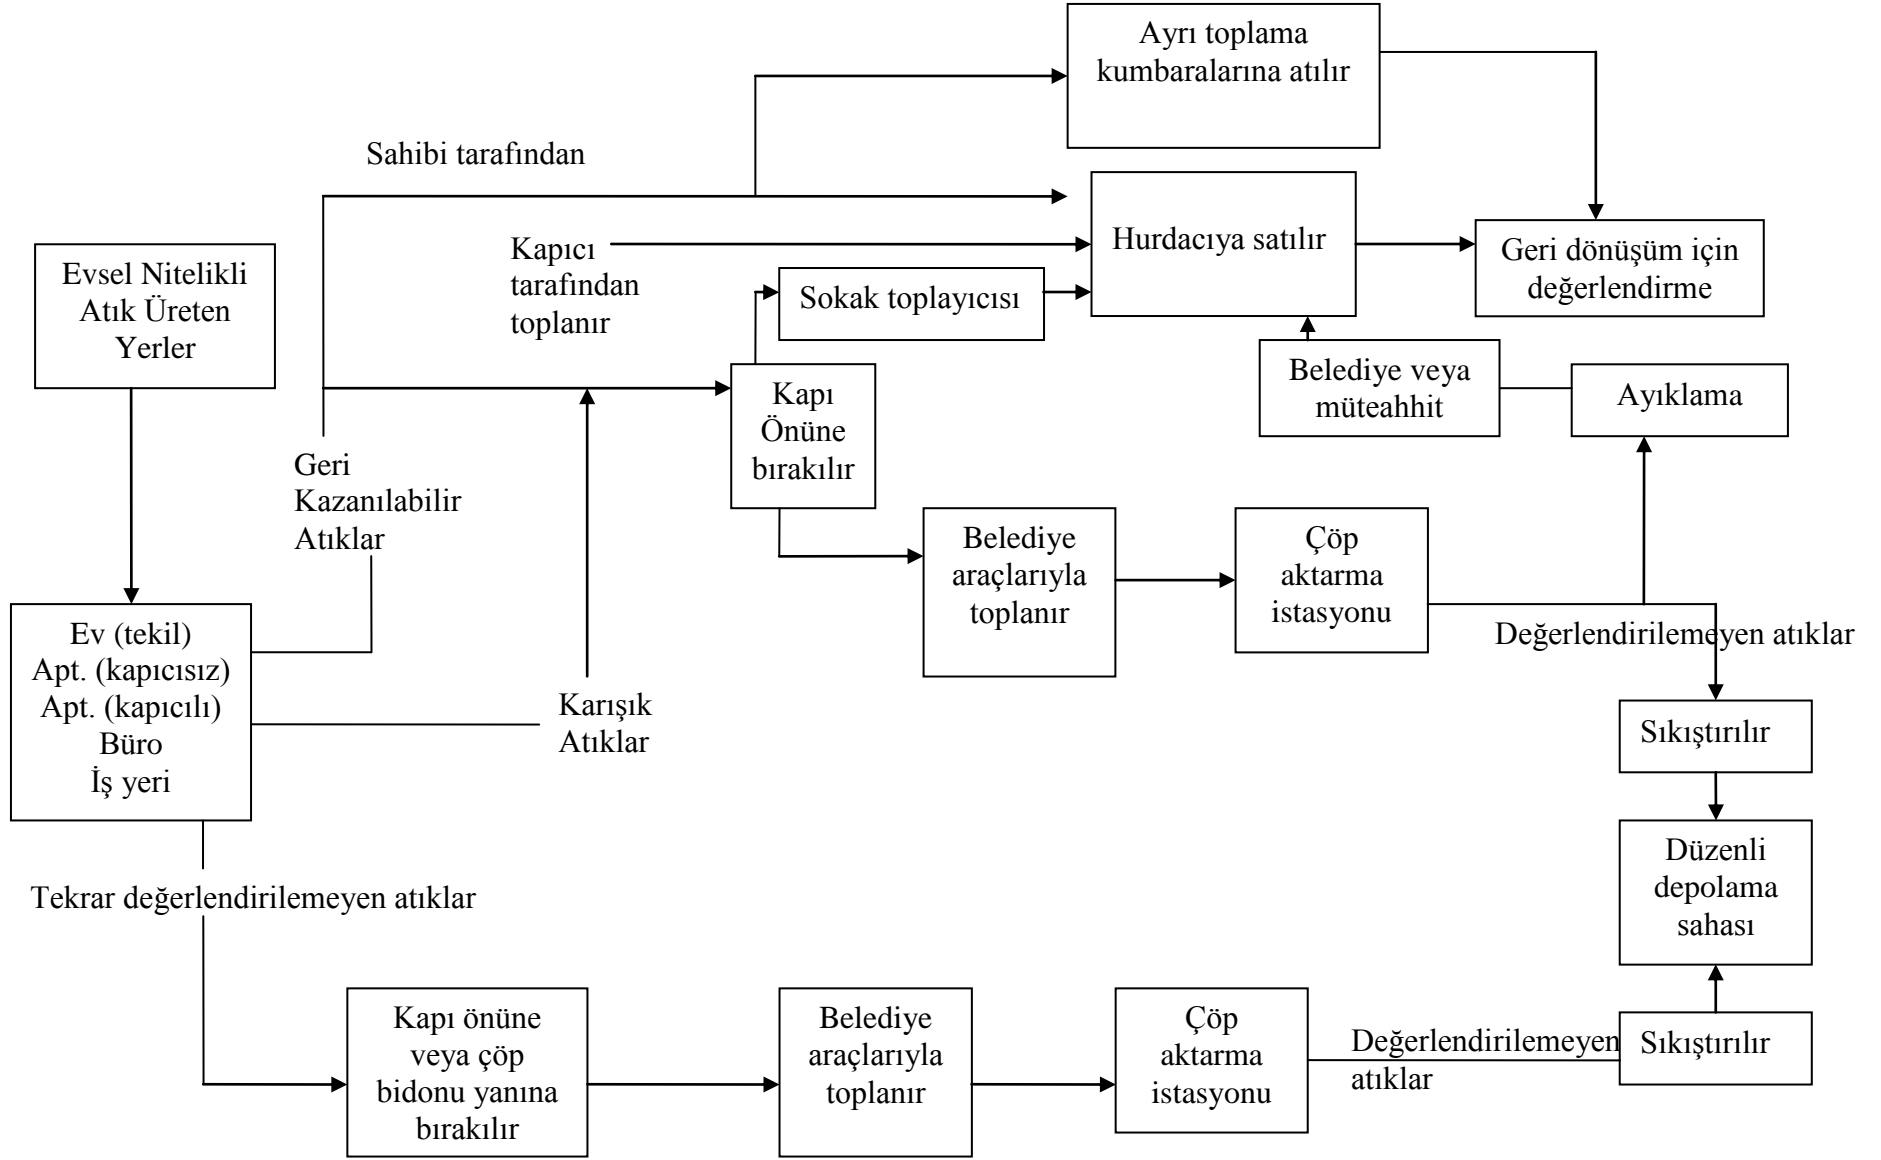 Ayrı toplama
kumbaralarına atılır
Sahibi tarafından
Hurdacıya satılır
Kapıcı
tarafından
toplanır
Geri dönüşüm için
değerlendirme
Evsel Nitelikli
Atık Üreten
Yerler
Sokak toplayıcısı
Belediye veya
müteahhit
Ayıklama
Kapı
Önüne
bırakılır
Geri
Kazanılabilir
Atıklar
Belediye
araçlarıyla
toplanır
Çöp
aktarma
istasyonu
Değerlendirilemeyen atıklar
Ev (tekil)
Apt. (kapıcısız)
Apt. (kapıcılı)
Büro
İş yeri
Karışık
Atıklar
Sıkıştırılır
Düzenli
depolama
sahası
Tekrar değerlendirilemeyen atıklar
Kapı önüne
veya çöp
bidonu yanına
bırakılır
Belediye
araçlarıyla
toplanır
Çöp
aktarma
istasyonu
Değerlendirilemeyen
atıklar
Sıkıştırılır